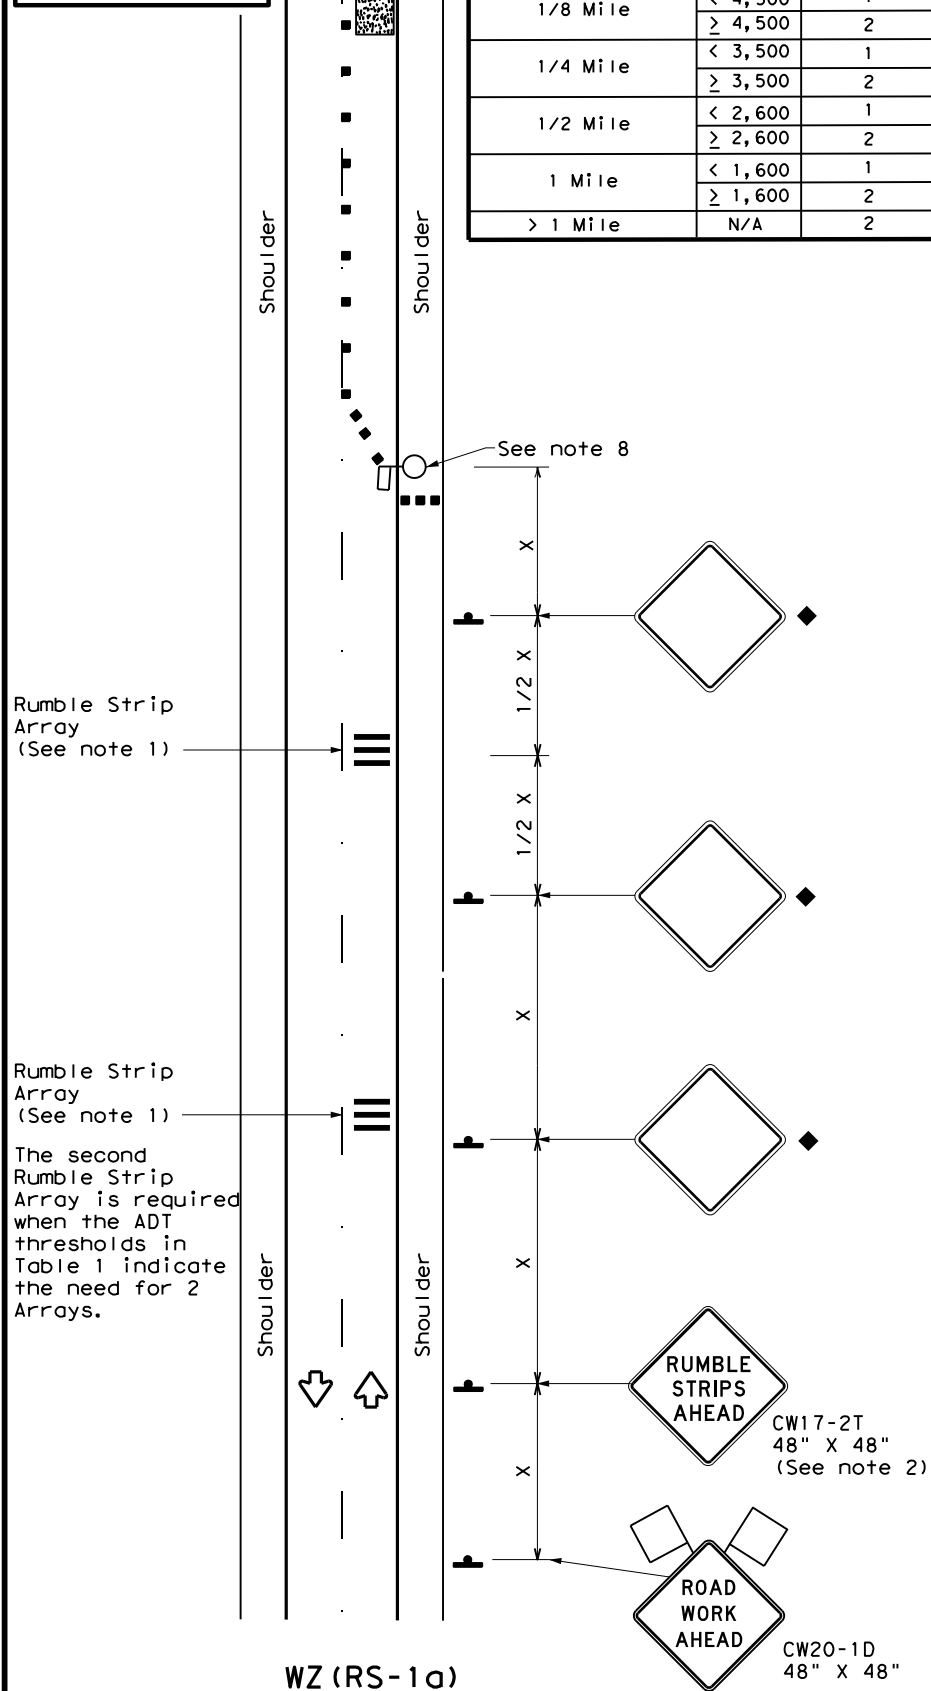 1/8 Mile
< 4,500 1
≥ 4,500 2
1/4 Mile
< 3,500 1
≥ 3,500 2
1/2 Mile
< 2,600 1
≥ 2,600 2
1 Mile
< 1,600 1
≥ 1,600 2
> 1 Mile N/A 2
Shoulder
Shoulder
See note 8
X
1/2 X
Rumble Strip
Array
(See note 1)
1/2 X
X
Rumble Strip
Array
(See note 1)
The second
Rumble Strip
Array is required
when the ADT
thresholds in
Table 1 indicate
the need for 2
Arrays.
Shoulder
Shoulder
X
RUMBLE
STRIPS
AHEAD
CW17-2T
48" X 48"
(See note 2)
X
ROAD
WORK
AHEAD
CW20-1D
48" X 48"
WZ(RS-1a)